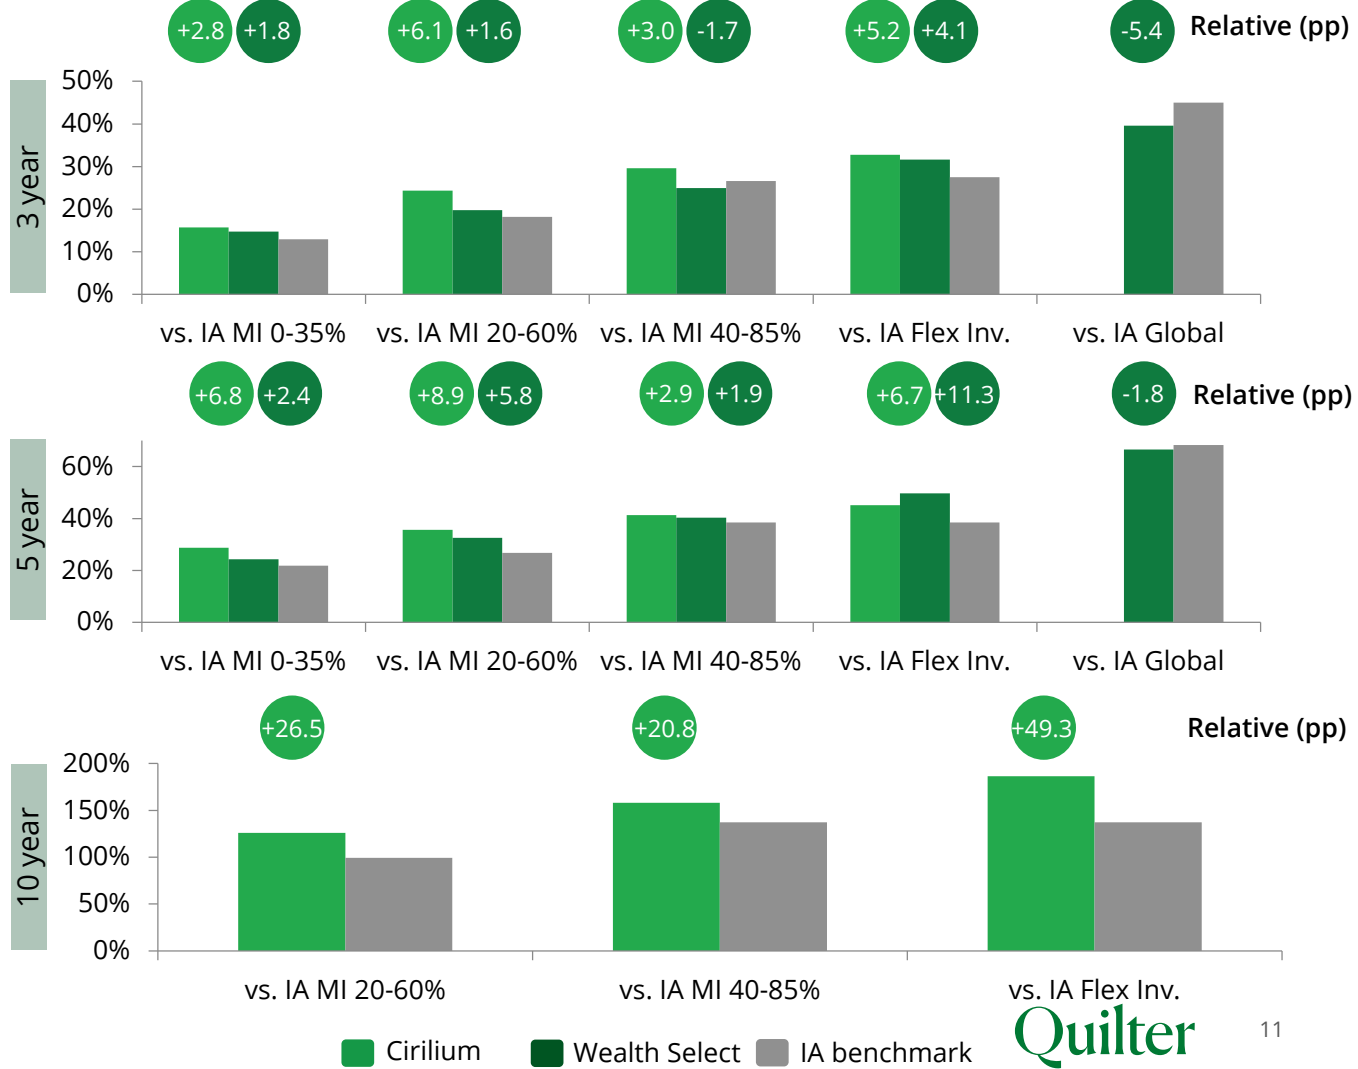 +2.8 +1.8 +6.1 +1.6 +3.0 -1.7 +5.2 +4.1 -5.4 Relative (pp)
3 year
50%
40%
30%
20%
10%
0%
vs. IA MI 0-35% vs. IA MI 20-60% vs. IA MI 40-85% vs. IA Flex Inv. vs. IA Global
+6.8 +2.4 +8.9 +5.8 +2.9 +1.9 +6.7 +11.3 -1.8 Relative (pp)
5 year
60%
40%
20%
0%
vs. IA MI 0-35% vs. IA MI 20-60% vs. IA MI 40-85% vs. IA Flex Inv. vs. IA Global
+26.5 +20.8 +49.3 Relative (pp)
10 year
200%
150%
100%
50%
0%
vs. IA MI 20-60% vs. IA MI 40-85% vs. IA Flex Inv.
Cirilium Wealth Select IA benchmark
Quilter
11